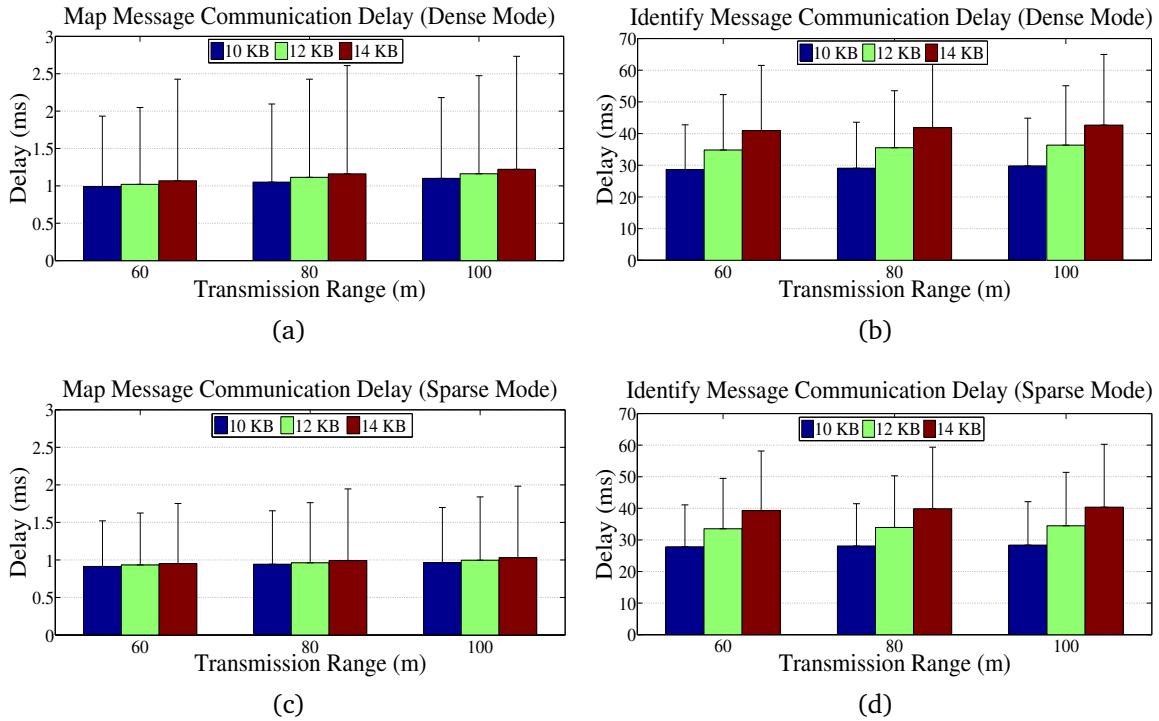 Map Message Communication Delay (Dense Mode)
3
2.5
2
1.5
1
0.5
0
Delay (ms)
10 KB 12 KB 14 KB
60 80 100
Transmission Range (m)
(a)
Identify Message Communication Delay (Dense Mode)
70
60
50
40
30
20
10
0
Delay (ms)
10 KB 12 KB 14 KB
60 80 100
Transmission Range (m)
(b)
Map Message Communication Delay (Sparse Mode)
3
2.5
2
1.5
1
0.5
0
Delay (ms)
10 KB 12 KB 14 KB
60 80 100
Transmission Range (m)
(c)
Identify Message Communication Delay (Sparse Mode)
70
60
50
40
30
20
10
0
Delay (ms)
10 KB 12 KB 14 KB
60 80 100
Transmission Range (m)
(d)